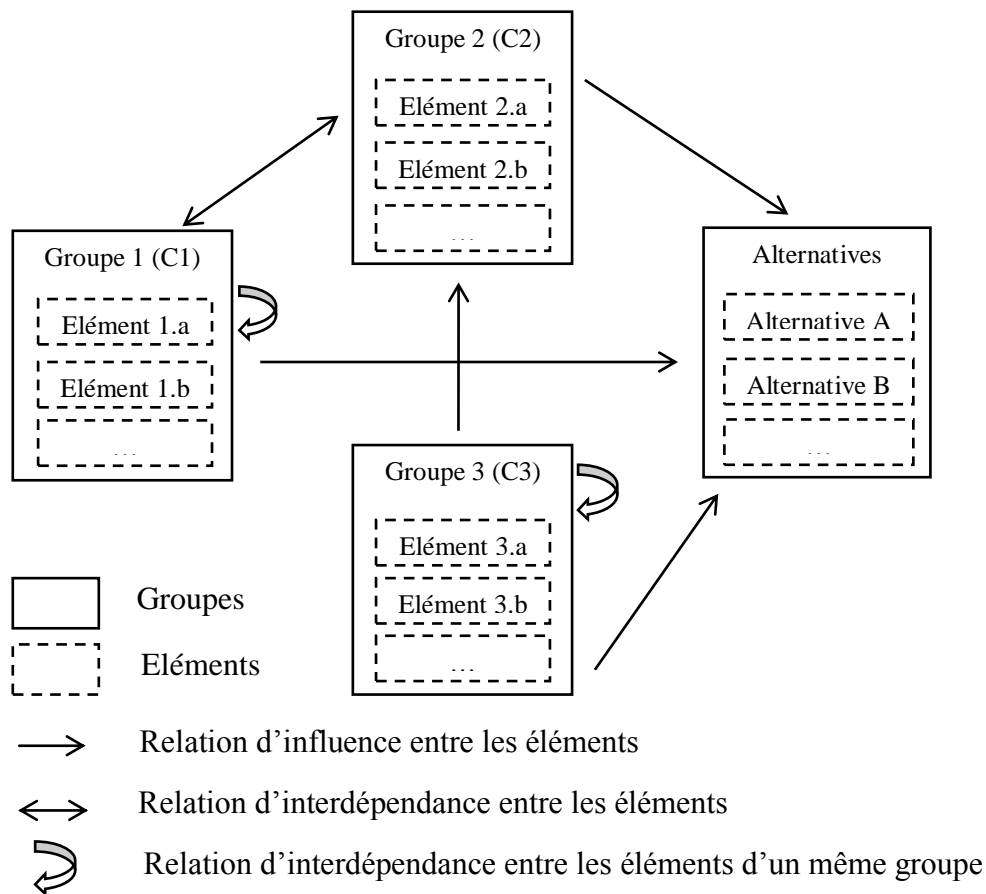 Groupe 2 (C2)
Elément 2.a
Elément 2.b
…
Groupe 1 (C1)
Elément 1.a
Elément 1.b
…
Alternatives
Alternative A
Alternative B
…
Groupe 3 (C3)
Elément 3.a
Elément 3.b
…
Groupes
Eléments
Relation d’influence entre les éléments
Relation d’interdépendance entre les éléments
Relation d’interdépendance entre les éléments d’un même groupe